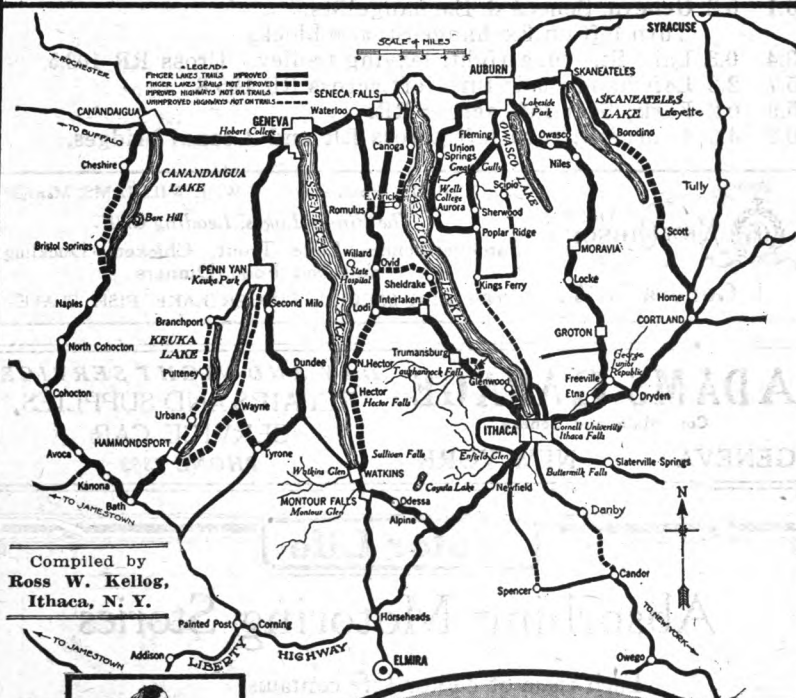 SYRACUSE
SCALE of MILES
ROCHESTER
LEGEND
FINGER LAKES TRAILS IMPROVED
FINGER LAKES TRAILS NOT IMPROVED
IMPROVED HIGHWAYS NOT ON TRAILS
UNIMPROVED HIGHWAYS NOT ON TRAILS
AUBURN
SKANEATELES
SENECA FALLS
Waterloo
CANANDAIGUA
GENEVA
Hobart College
Lakeside
Park
SKANEATELES
LAKE
Lafayette
TO BUFFALO
Canoga
Fleming
Union
Springs
Great Gully
OWASCO LAKE
Owasco
Borodino
Niles
Cheshire
CANANDAIGUA
LAKE
SENECA LAKE
CAYUGA LAKE
Scipio
Tully
Bare Hill
E.Varick
Romulus
Wells
College
Aurora
Sherwood
Poplar Ridge
Scott
Bristol Springs
Willard
State
Hospital
Ovid
Sheldrake
Interlaken
MORAVIA
PENN YAN
Keuka Park
Kings Ferry
Locke
Homer
CORTLAND
Naples
Second Milo
Lodi
Branchport
KEUKA
LAKE
North Cohocton
GROTON
George
Junior
Republic
Trumansburg
Taughannock Falls
Dundee
N.Hector
Pulteney
Hector
Hector Falls
Glenwood
Freeville
Etna
Dryden
Cohocton
Wayne
Urbana
ITHACA
Cornell University
Ithaca Falls
HAMMONDSPORT
Avoca
Tyrone
Sullivan Falls
Enfield Glen
Buttermilk Falls
Slaterville Springs
Kanona
Bath
Watkins Glen
WATKINS
Cayuta Lake
Newfield
TO JAMESTOWN
MONTOUR FALLS
Montour Glen
Odessa
Alpine
Danby
N
Compiled by
Ross W. Kellog,
Ithaca, N. Y.
Spencer
Candor
TO NEW YORK
Painted Post
Corning
Horseheads
TO JAMESTOWN
Addison
LIBERTY HIGHWAY
ELMIRA
Owego